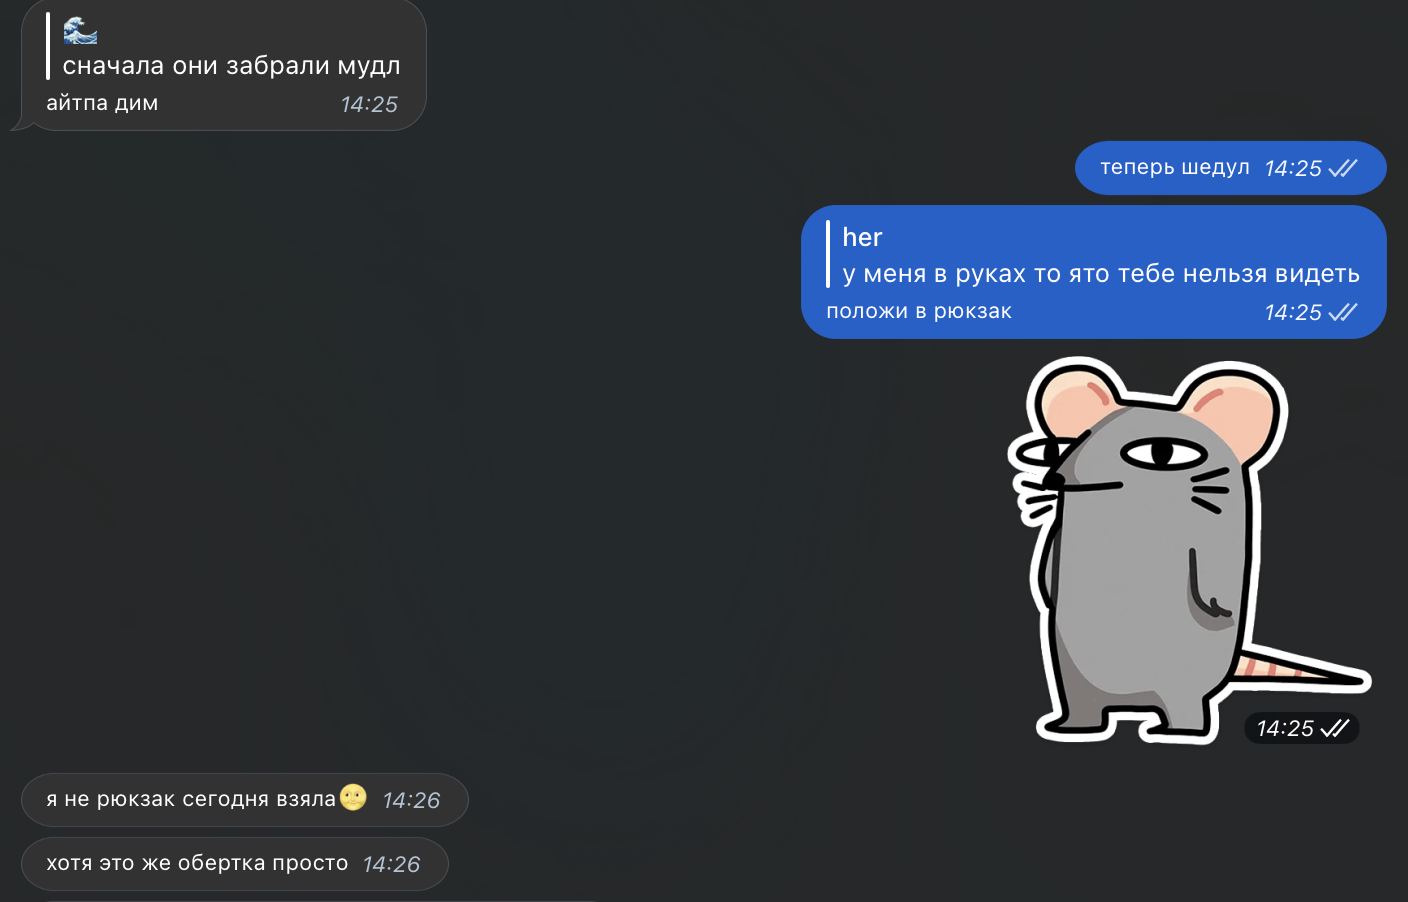 🌊
сначала они забрали мудл
айтпа дим 14:25
теперь шедул 14:25
her
у меня в руках то ято тебе нельзя видеть
положи в рюкзак 14:25
14:25
я не рюкзак сегодня взяла🌝 14:26
хотя это же обертка просто 14:26